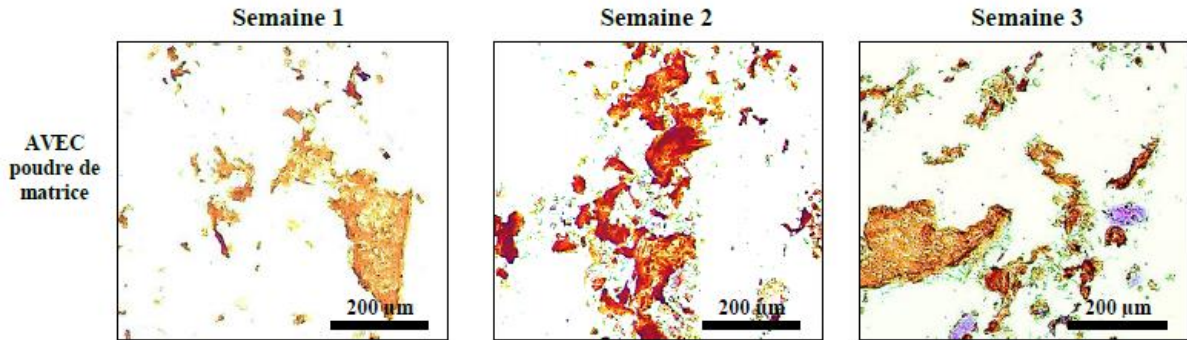 Semaine 1
Semaine 2
Semaine 3
AVEC
poudre de
matrice
200 µm
200 µm
200 µm